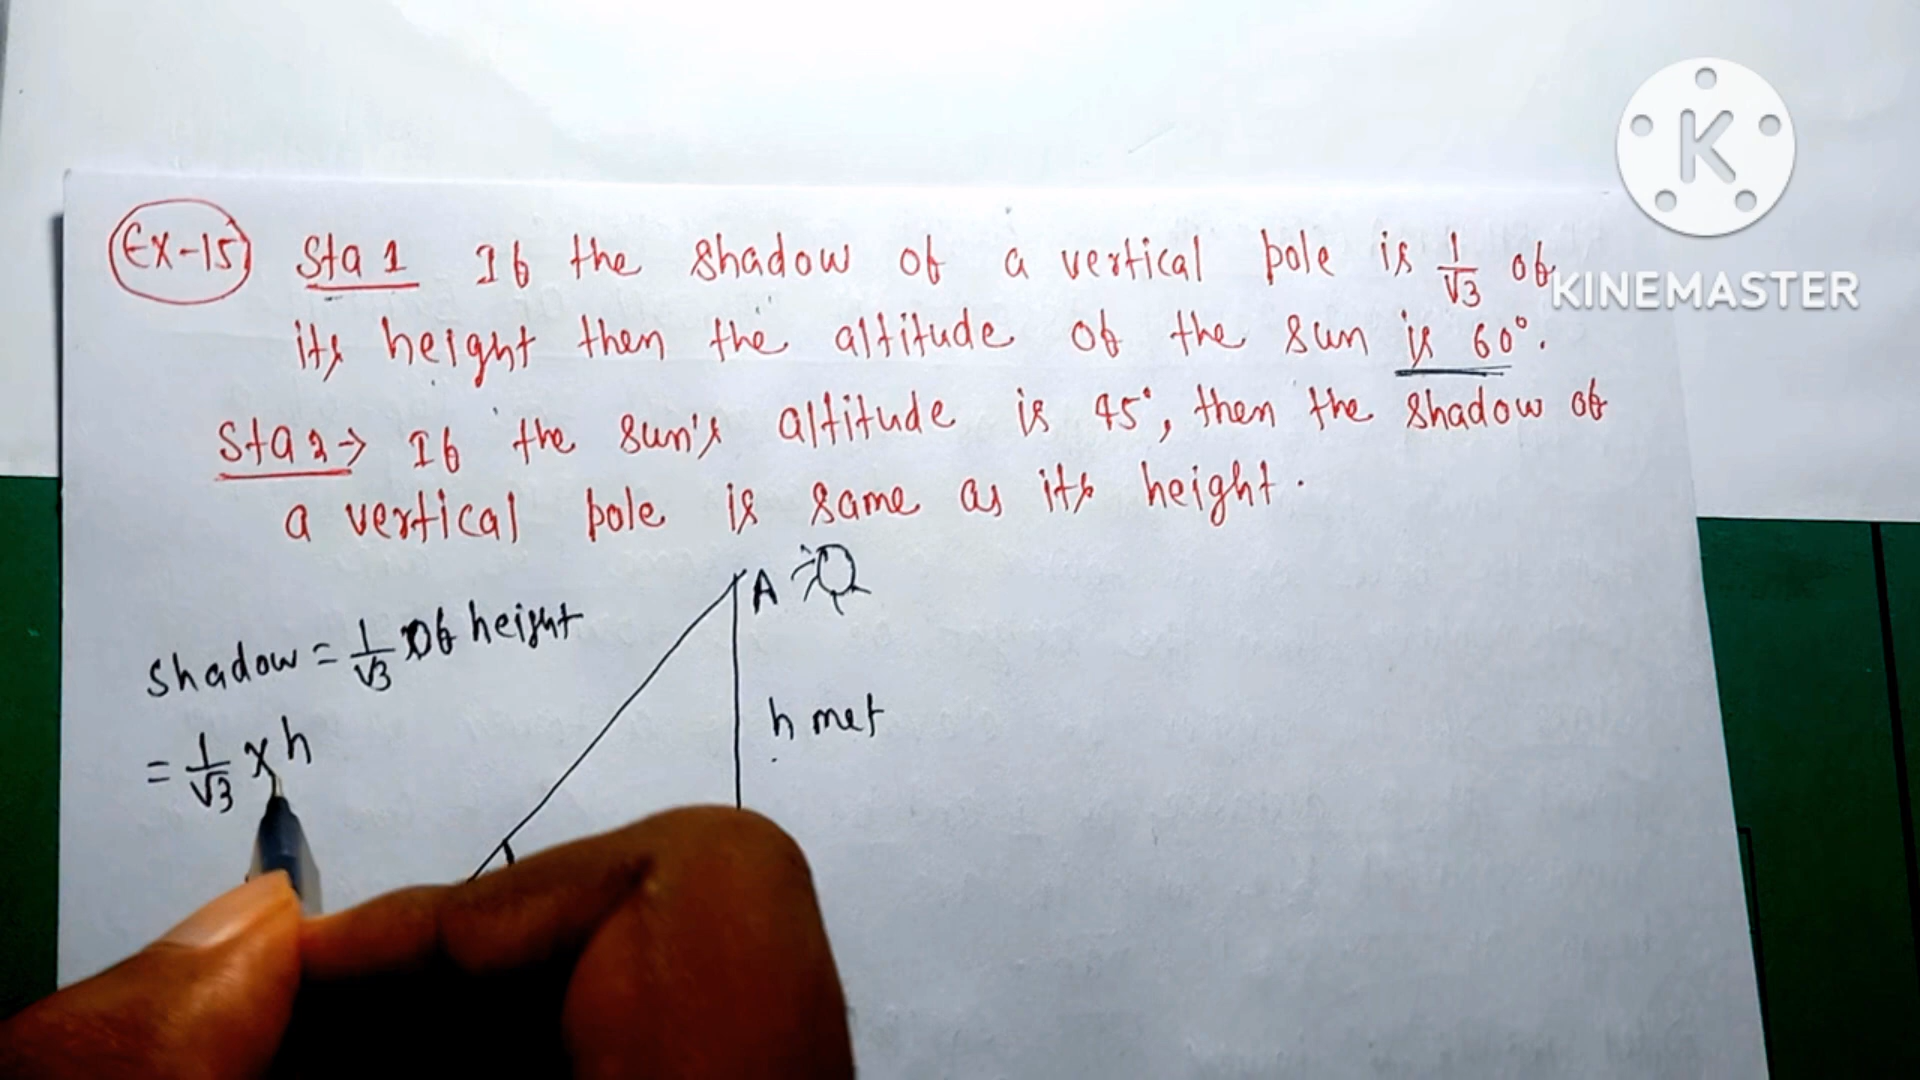 Ex-15 Sta 1 If the shadow of a vertical pole is 1/√3 of
its height then the altitude of the sun is 60°.
Sta 2 → If the sun's altitude is 45°, then the shadow of
a vertical pole is same as its height.
Shadow = 1/√3 of height
= 1/√3 × h
A
h met
K
KINEMASTER